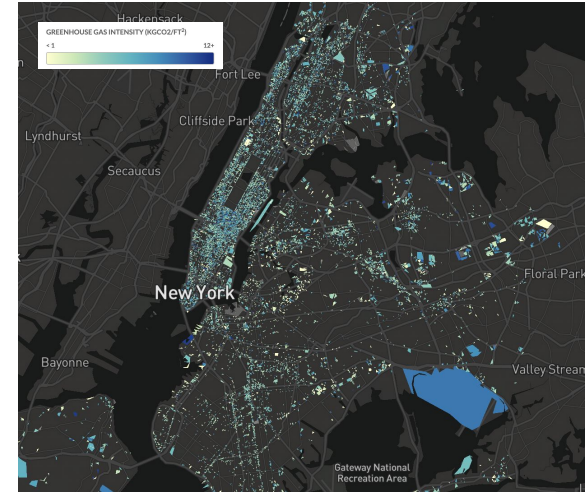 Hackensack
GREENHOUSE GAS INTENSITY (KGCO2/FT²)
< 1 12+
Fort Lee
Cliffside Park
Lyndhurst
Secaucus
Floral Park
New York
Bayonne
Valley Stream
Gateway National
Recreation Area